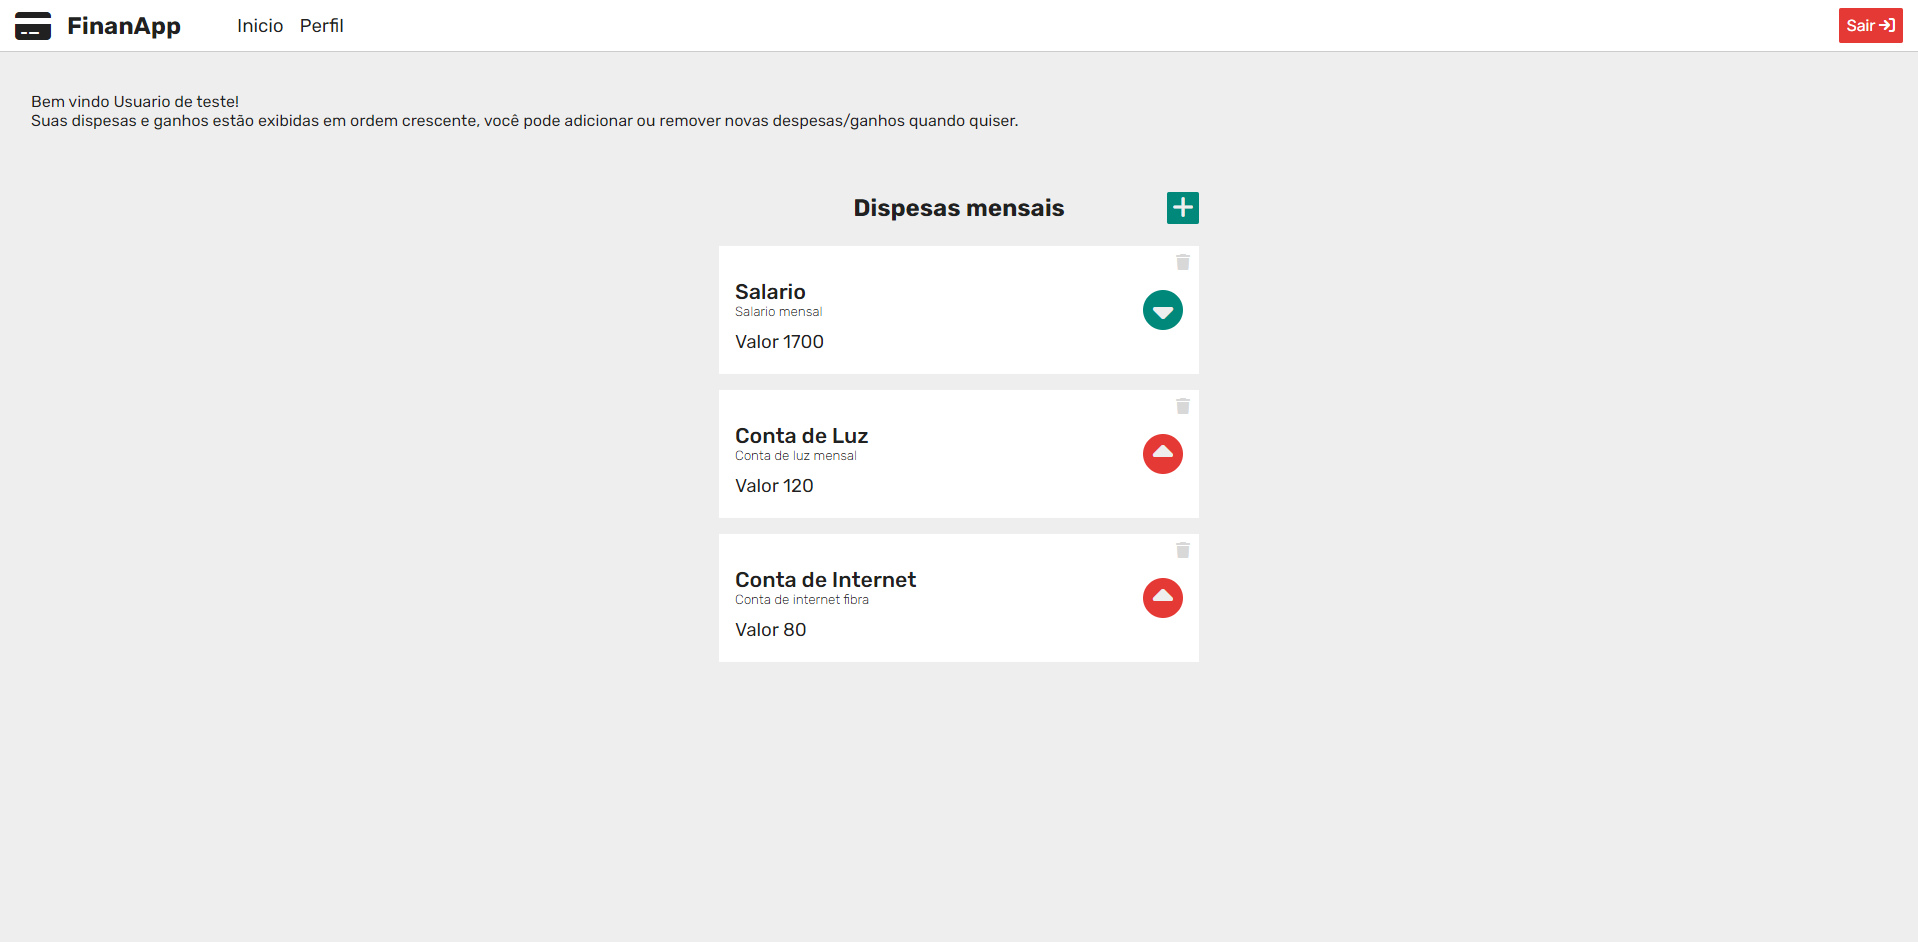 FinanApp
Inicio Perfil
Sair
Bem vindo Usuario de teste!
Suas dispesas e ganhos estão exibidas em ordem crescente, você pode adicionar ou remover novas despesas/ganhos quando quiser.
Dispesas mensais
Salario
Salario mensal
Valor 1700
Conta de Luz
Conta de luz mensal
Valor 120
Conta de Internet
Conta de internet fibra
Valor 80